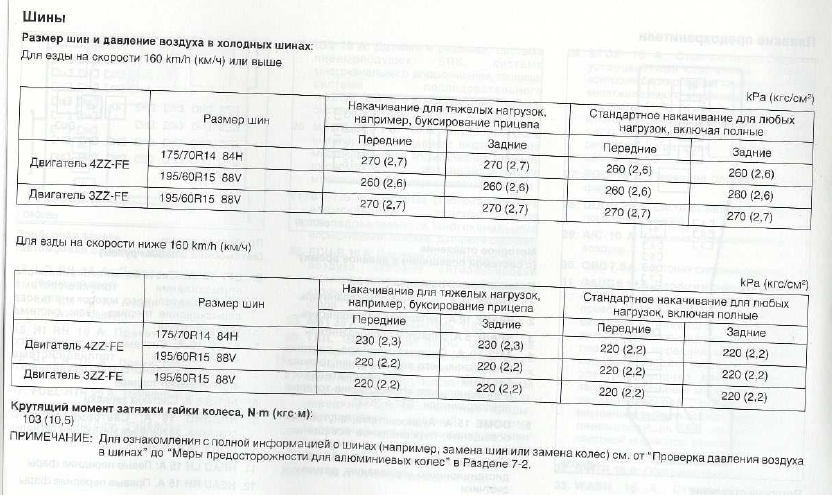 Шины
Размер шин и давление воздуха в холодных шинах:
Для езды на скорости 160 km/h (км/ч) или выше
kPa (кгс/см²)
Размер шин
Накачивание для тяжелых нагрузок, например, буксирование прицепа
Стандартное накачивание для любых нагрузок, включая полные
Передние Задние Передние Задние
Двигатель 4ZZ-FE 175/70R14 84H 270 (2,7) 270 (2,7) 260 (2,6) 260 (2,6)
195/60R15 88V 260 (2,6) 260 (2,6) 260 (2,6) 260 (2,6)
Двигатель 3ZZ-FE 195/60R15 88V 270 (2,7) 270 (2,7) 270 (2,7) 270 (2,7)
Для езды на скорости ниже 160 km/h (км/ч)
kPa (кгс/см²)
Размер шин
Накачивание для тяжелых нагрузок, например, буксирование прицепа
Стандартное накачивание для любых нагрузок, включая полные
Передние Задние Передние Задние
Двигатель 4ZZ-FE 175/70R14 84H 230 (2,3) 230 (2,3) 220 (2,2) 220 (2,2)
195/60R15 88V 220 (2,2) 220 (2,2) 220 (2,2) 220 (2,2)
Двигатель 3ZZ-FE 195/60R15 88V 220 (2,2) 220 (2,2) 220 (2,2) 220 (2,2)
Крутящий момент затяжки гайки колеса, N·m (кгс·м):
103 (10,5)
ПРИМЕЧАНИЕ: Для ознакомления с полной информацией о шинах (например, замена шин или замена колес) см. от "Проверка давления воздуха
в шинах" до "Меры предосторожности для алюминиевых колес" в Разделе 7-2.